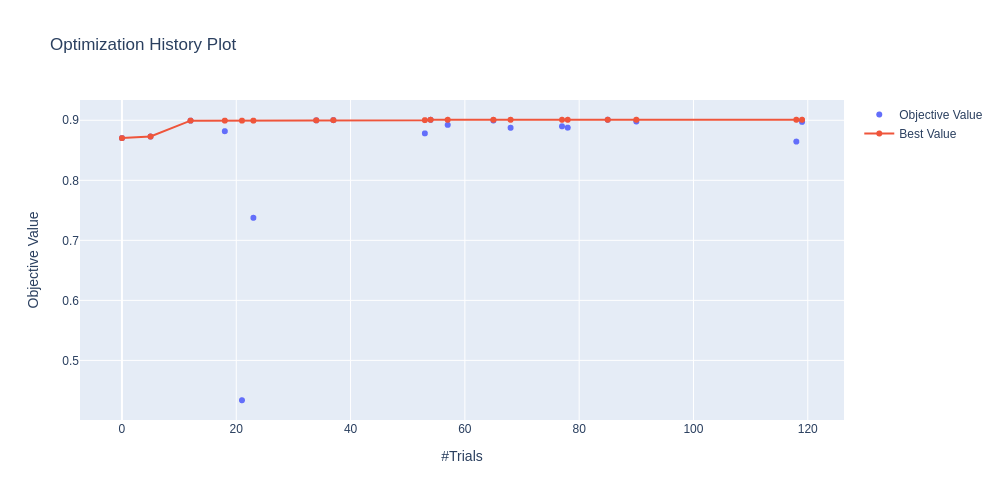 Optimization History Plot
Objective Value
Best Value
0.9
0.8
0.7
0.6
0.5
Objective Value
0
20
40
60
80
100
120
#Trials